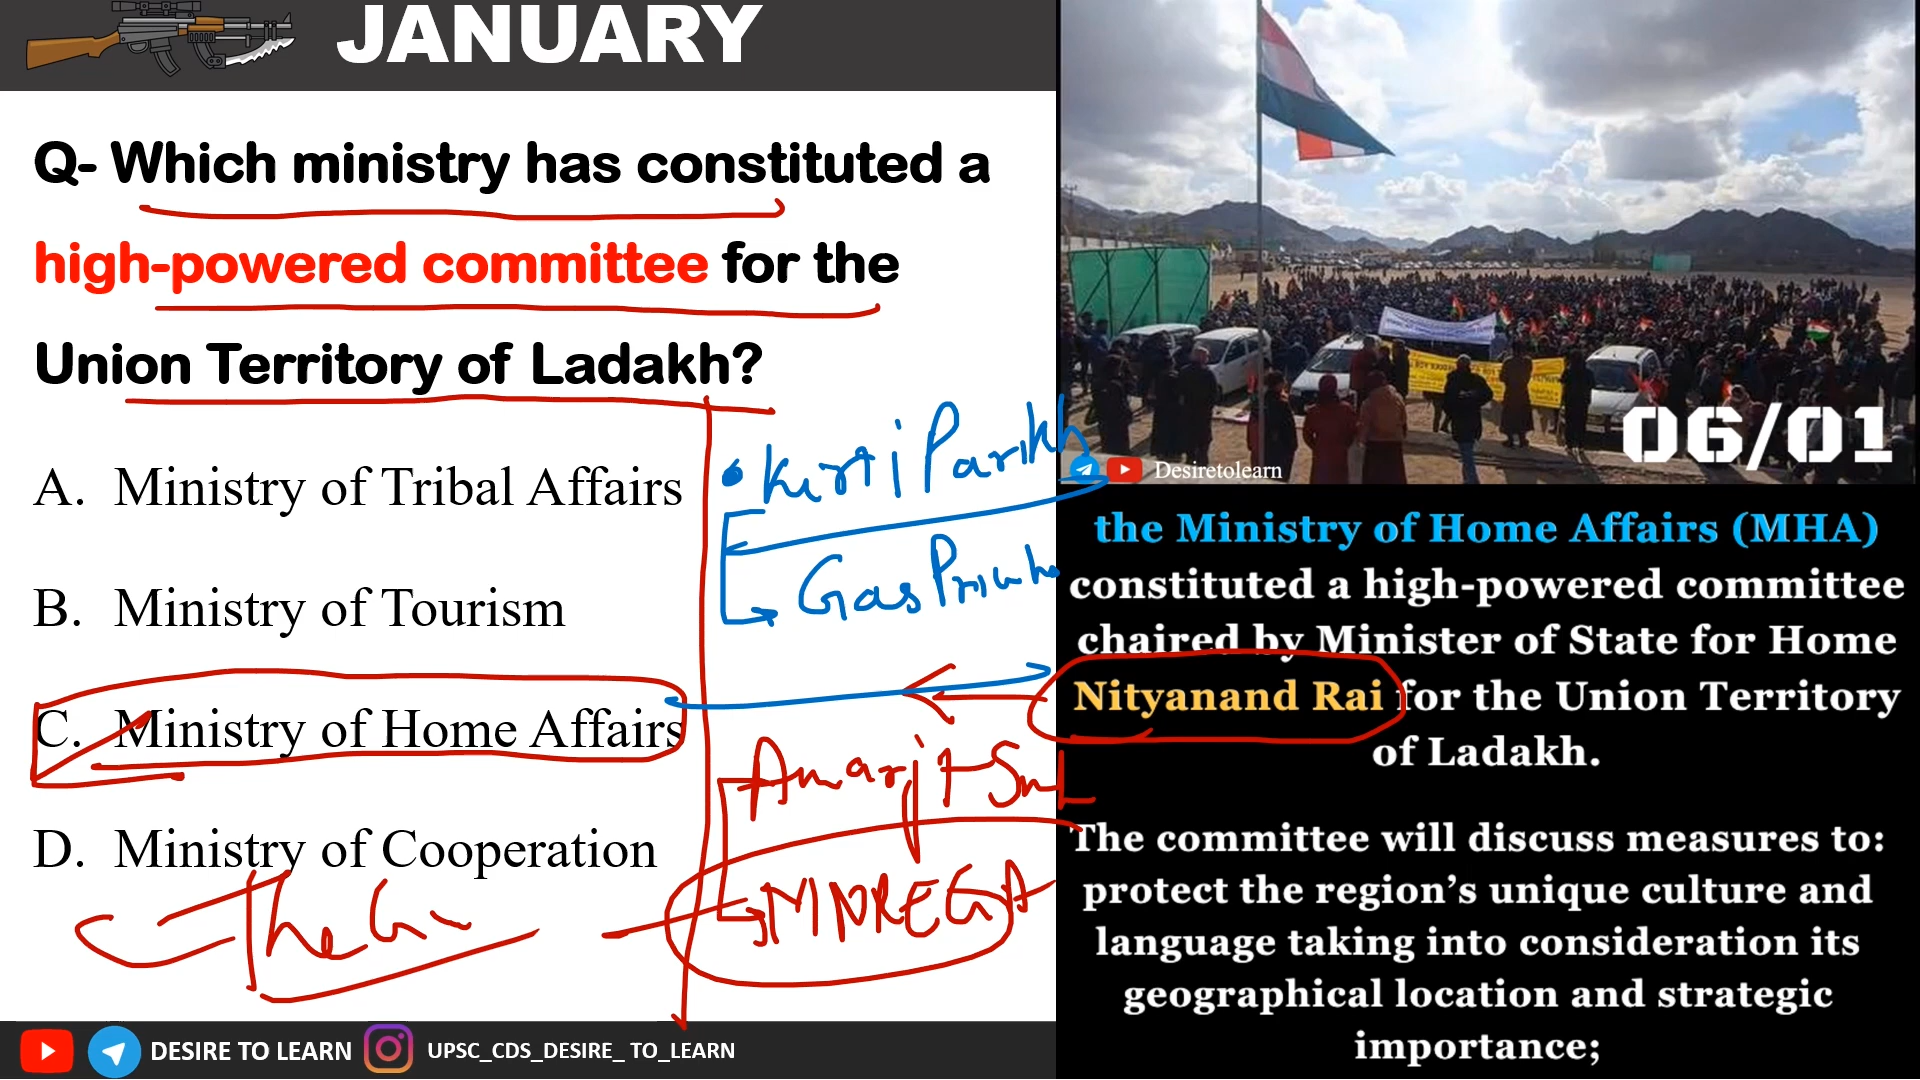 JANUARY
Q- Which ministry has constituted a
high-powered committee for the
Union Territory of Ladakh?
A. Ministry of Tribal Affairs
B. Ministry of Tourism
C. Ministry of Home Affairs
D. Ministry of Cooperation
• Kirti Parikh
Gas
Amarjit
MNREGA
The
06/01
Desiretolearn
the Ministry of Home Affairs (MHA)
constituted a high-powered committee
chaired by Minister of State for Home
Nityanand Rai for the Union Territory
of Ladakh.
The committee will discuss measures to:
protect the region’s unique culture and
language taking into consideration its
geographical location and strategic
importance;
DESIRE TO LEARN
UPSC_CDS_DESIRE_ TO_LEARN